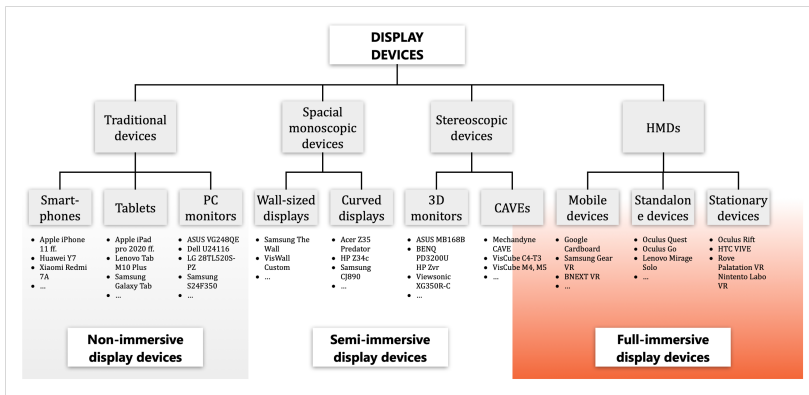 DISPLAY
DEVICES
Traditional
devices
Spacial
monoscopic
devices
Stereoscopic
devices
HMDs
Smart-
phones
Tablets
PC
monitors
Wall-sized
displays
Curved
displays
3D
monitors
CAVEs
Mobile
devices
Standalon
e devices
Stationary
devices
• Apple iPhone
11 ff.
• Huawei Y7
• Xiaomi Redmi
7A
• ...
• Apple iPad
pro 2020 ff.
• Lenovo Tab
M10 Plus
• Samsung
Galaxy Tab
• ...
• ASUS VG248QE
• Dell U24116
• LG 28TL520S-
PZ
• Samsung
S24F350
• ...
• Samsung The
Wall
• VisWall
Custom
• ...
• Acer Z35
Predator
• HP Z34c
• Samsung
CJ890
• ...
• ASUS MB168B
• BENQ
PD3200U
HP Zvr
• Viewsonic
XG350R-C
• ...
• Mechandyne
CAVE
• VisCube C4-T3
• VisCube M4, M5
• ...
• Google
Cardboard
• Samsung Gear
VR
• BNEXT VR
• ...
• Oculus Quest
• Oculus Go
• Lenovo Mirage
Solo
• ...
• Oculus Rift
• HTC VIVE
• Rove
Palatation VR
Nintento Labo
VR
Non-immersive
display devices
Semi-immersive
display devices
Full-immersive
display devices